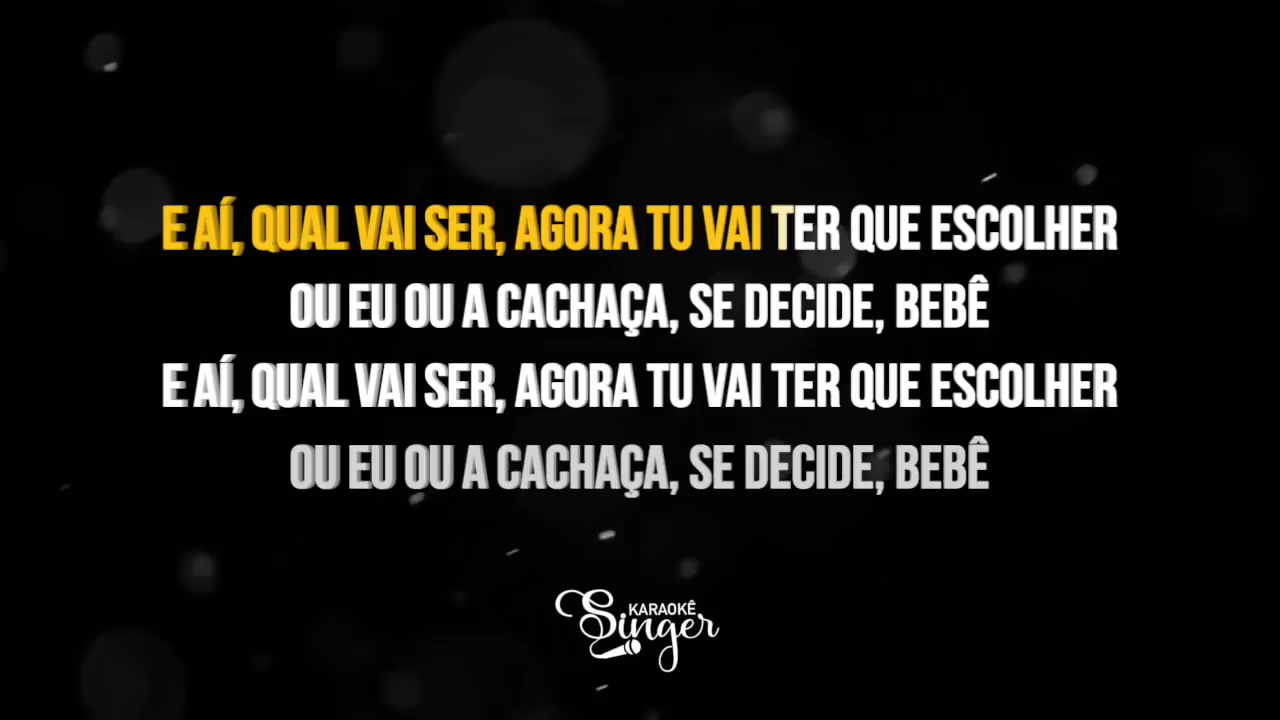 E AÍ, QUAL VAI SER, AGORA TU VAI TER QUE ESCOLHER
OU EU OU A CACHAÇA, SE DECIDE, BEBÊ
E AÍ, QUAL VAI SER, AGORA TU VAI TER QUE ESCOLHER
OU EU OU A CACHAÇA, SE DECIDE, BEBÊ
KARAOKÊ
Singer